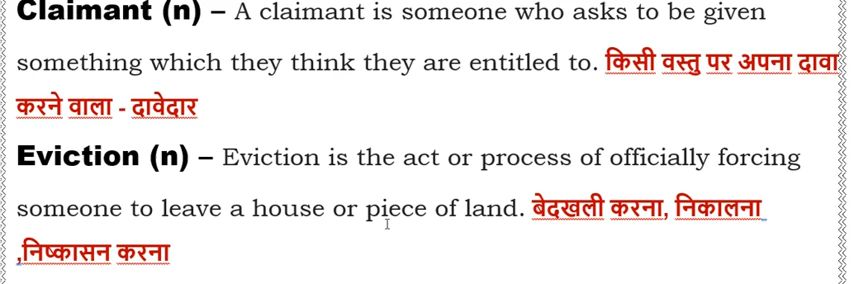 Claimant (n) – A claimant is someone who asks to be given
something which they think they are entitled to. किसी वस्तु पर अपना दावा
करने वाला - दावेदार
Eviction (n) – Eviction is the act or process of officially forcing
someone to leave a house or piece of land. बेदखली करना, निकालना
,निष्कासन करना